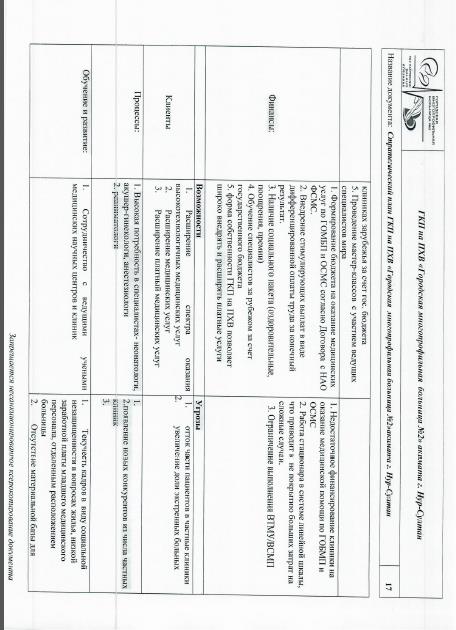 ГОРОДСКАЯ
МНОГОПРОФИЛЬНАЯ
БОЛЬНИЦА №2
ГКП на ПХВ «Городская многопрофильная больница №2» акимата г. Нур-Султан
Название документа: Стратегический план ГКП на ПХВ «Городская многопрофильная больница №2»акимата г. Нур-Султан
17
клиниках зарубежья за счет гос. бюджета
5. Проведение мастер-классов с участием ведущих
специалистов мира
Финансы:
1. Формирование бюджета на оказание медицинских
услуг по ГОМБП и ОСМС согласно Договора с НАО
ФСМС.
2. Внедрение стимулирующих выплат в виде
дифференцированной оплаты труда за конечный
результат.
3. Наличие социального пакета (оздоровительные,
поощрения, премии)
4. Обучение специалистов за рубежом за счет
государственного бюджета
5. форма собственности ГКП на ПХВ позволяет
широко внедрять и расширять платные услуги
1. Недостаточное финансирование клиники на
оказание медицинской помощи по ГОБМП и
ОСМС
2. Работа стационара в системе линейной шкалы,
что приводит к не покрытию больших затрат на
сложные случаи.
3. Ограничение выполнения ВТМУ/ВСМП
Возможности
Угрозы
Клиенты
1. Расширение спектра оказания
высокотехнологичных медицинских услуг
2. Расширение медицинских услуг
3. Расширение платный медицинских услуг
1. отток части пациентов в частные клиники
2. увеличение доли экстренных больных
Процессы:
1. Высокая потребность в специалистах- неонатологи,
акушер-гинекологи, анестезиологи
2. реаниматологи
1.
2.появление новых конкурентов из числа частных
клиник
3.
Обучение и развитие:
1. Сотрудничество с ведущими учеными
медицинских научных центров и клиник
1. Текучесть кадров в виду социальной
незащищенности в вопросах жилья, низкой
заработной платы младшего медицинского
персонала, отдаленным расположением
больницы
2. Отсутствие материальной базы для
Запрещается несанкционированное ксерокопирование документа